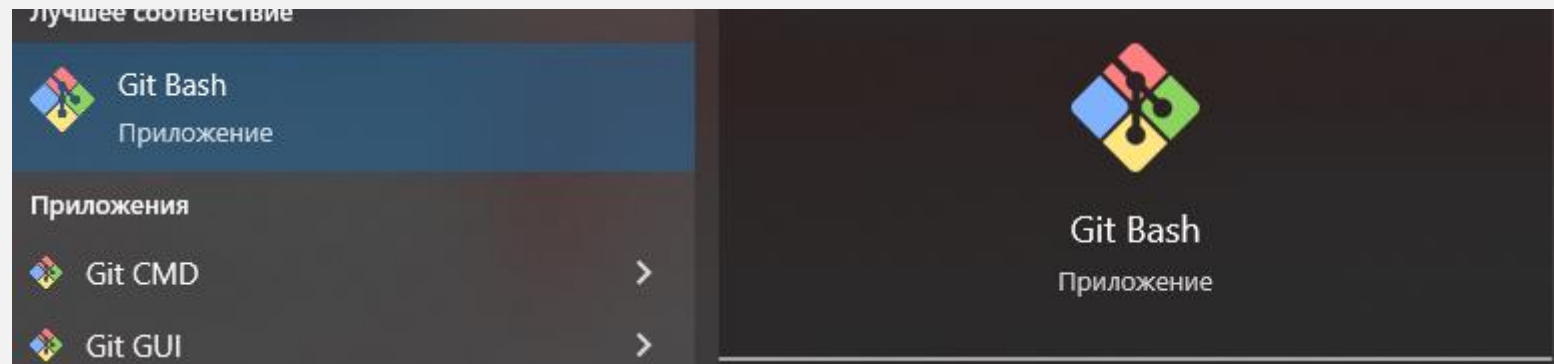 Лучшее соответствие
Git Bash
Приложение
Приложения
Git CMD
Git GUI
Git Bash
Приложение